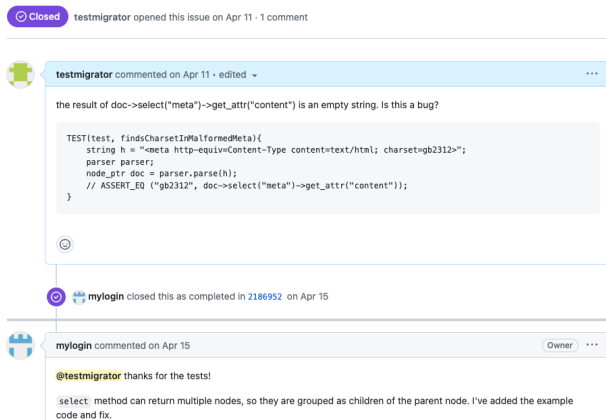 Closed testmigrator opened this issue on Apr 11 · 1 comment
testmigrator commented on Apr 11 • edited
the result of doc->select("meta")->get_attr("content") is an empty string. Is this a bug?
TEST(test, findsCharsetInMalformedMeta){
string h = "<meta http-equiv=Content-Type content=text/html; charset=gb2312>";
parser parser;
node_ptr doc = parser.parse(h);
// ASSERT_EQ ("gb2312", doc->select("meta")->get_attr("content"));
}
mylogin closed this as completed in 2186952 on Apr 15
mylogin commented on Apr 15 Owner
@testmigrator thanks for the tests!
select method can return multiple nodes, so they are grouped as children of the parent node. I've added the example
code and fix.